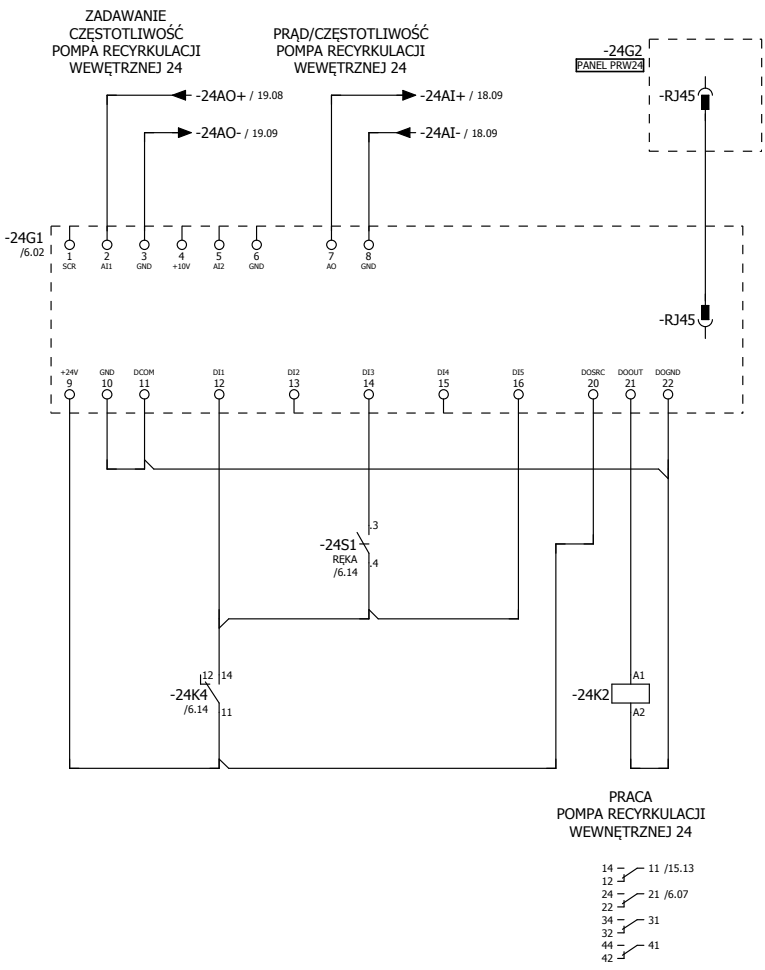 ZADAWANIE
CZĘSTOTLIWOŚĆ
POMPA RECYRKULACJI
WEWĘTRZNEJ 24
PRĄD/CZĘSTOTLIWOŚĆ
POMPA RECYRKULACJI
WEWĘTRZNEJ 24
-24G2
PANEL PRW24
-RJ45
-24AO+ / 19.08
-24AI+ / 18.09
-24AO- / 19.09
-24AI- / 18.09
-24G1
/6.02
1 2 3 4 5 6 7 8
SCR AI1 GND +10V AI2 GND AO GND
-RJ45
+24V GND DCOM DI1 DI2 DI3 DI4 DI5 DOSRC DOOUT DOGND
9 10 11 12 13 14 15 16 20 21 22
.3
-24S1
RĘKA
/6.14
.4
12 14
-24K4
/6.14
11
A1
-24K2
A2
PRACA
POMPA RECYRKULACJI
WEWNĘTRZNEJ 24
14 11 /15.13
12
24 21 /6.07
22
34 31
32
44 41
42